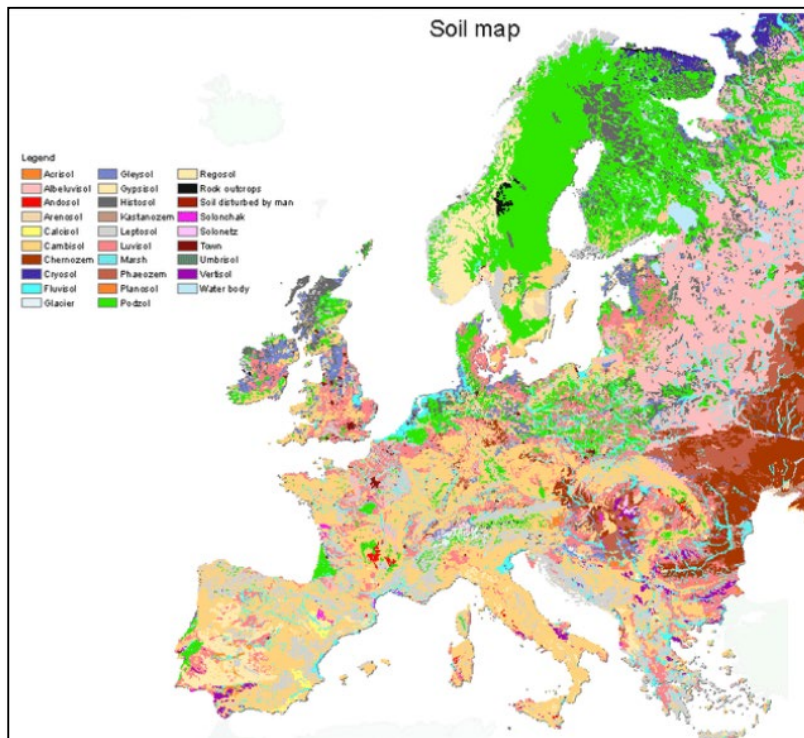 Soil map
Legend
Acrisol
Albeluvisol
Andosol
Arenosol
Calcisol
Cambisol
Chernozem
Cryosol
Fluvisol
Glacier
Gleysol
Gypsisol
Histosol
Kastanozem
Leptosol
Luvisol
Marsh
Phaeozem
Planosol
Podzol
Regosol
Rock outcrops
Soil disturbed by man
Solonchak
Solonetz
Town
Umbrisol
Vertisol
Water body